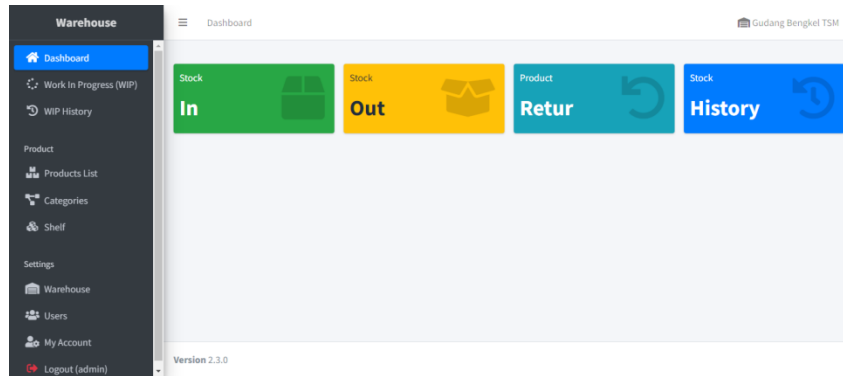 Warehouse
Dashboard
Work In Progress (WIP)
WIP History
Product
Products List
Categories
Shelf
Settings
Warehouse
Users
My Account
Logout (admin)
Dashboard
Gudang Bengkel TSM
Stock
In
Stock
Out
Product
Retur
Stock
History
Version 2.3.0